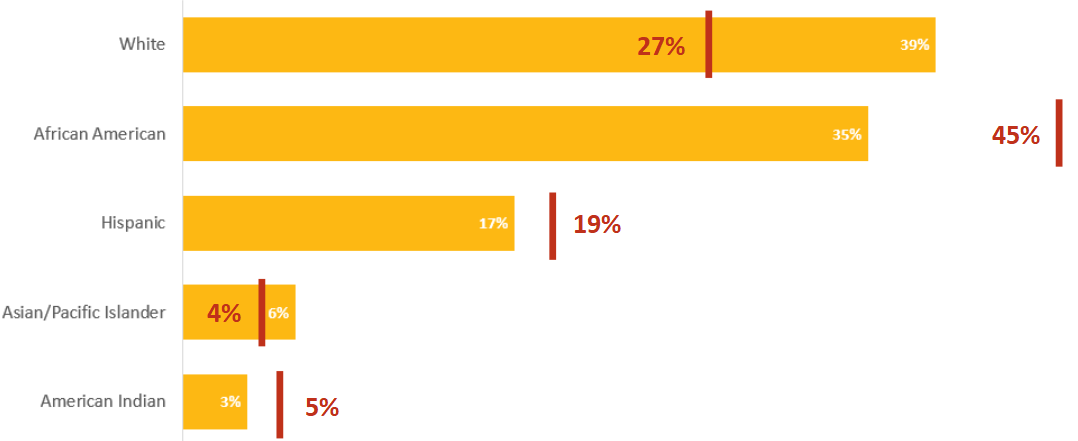 White 27% 39%
African American 35% 45%
Hispanic 17% 19%
Asian/Pacific Islander 4% 6%
American Indian 3% 5%